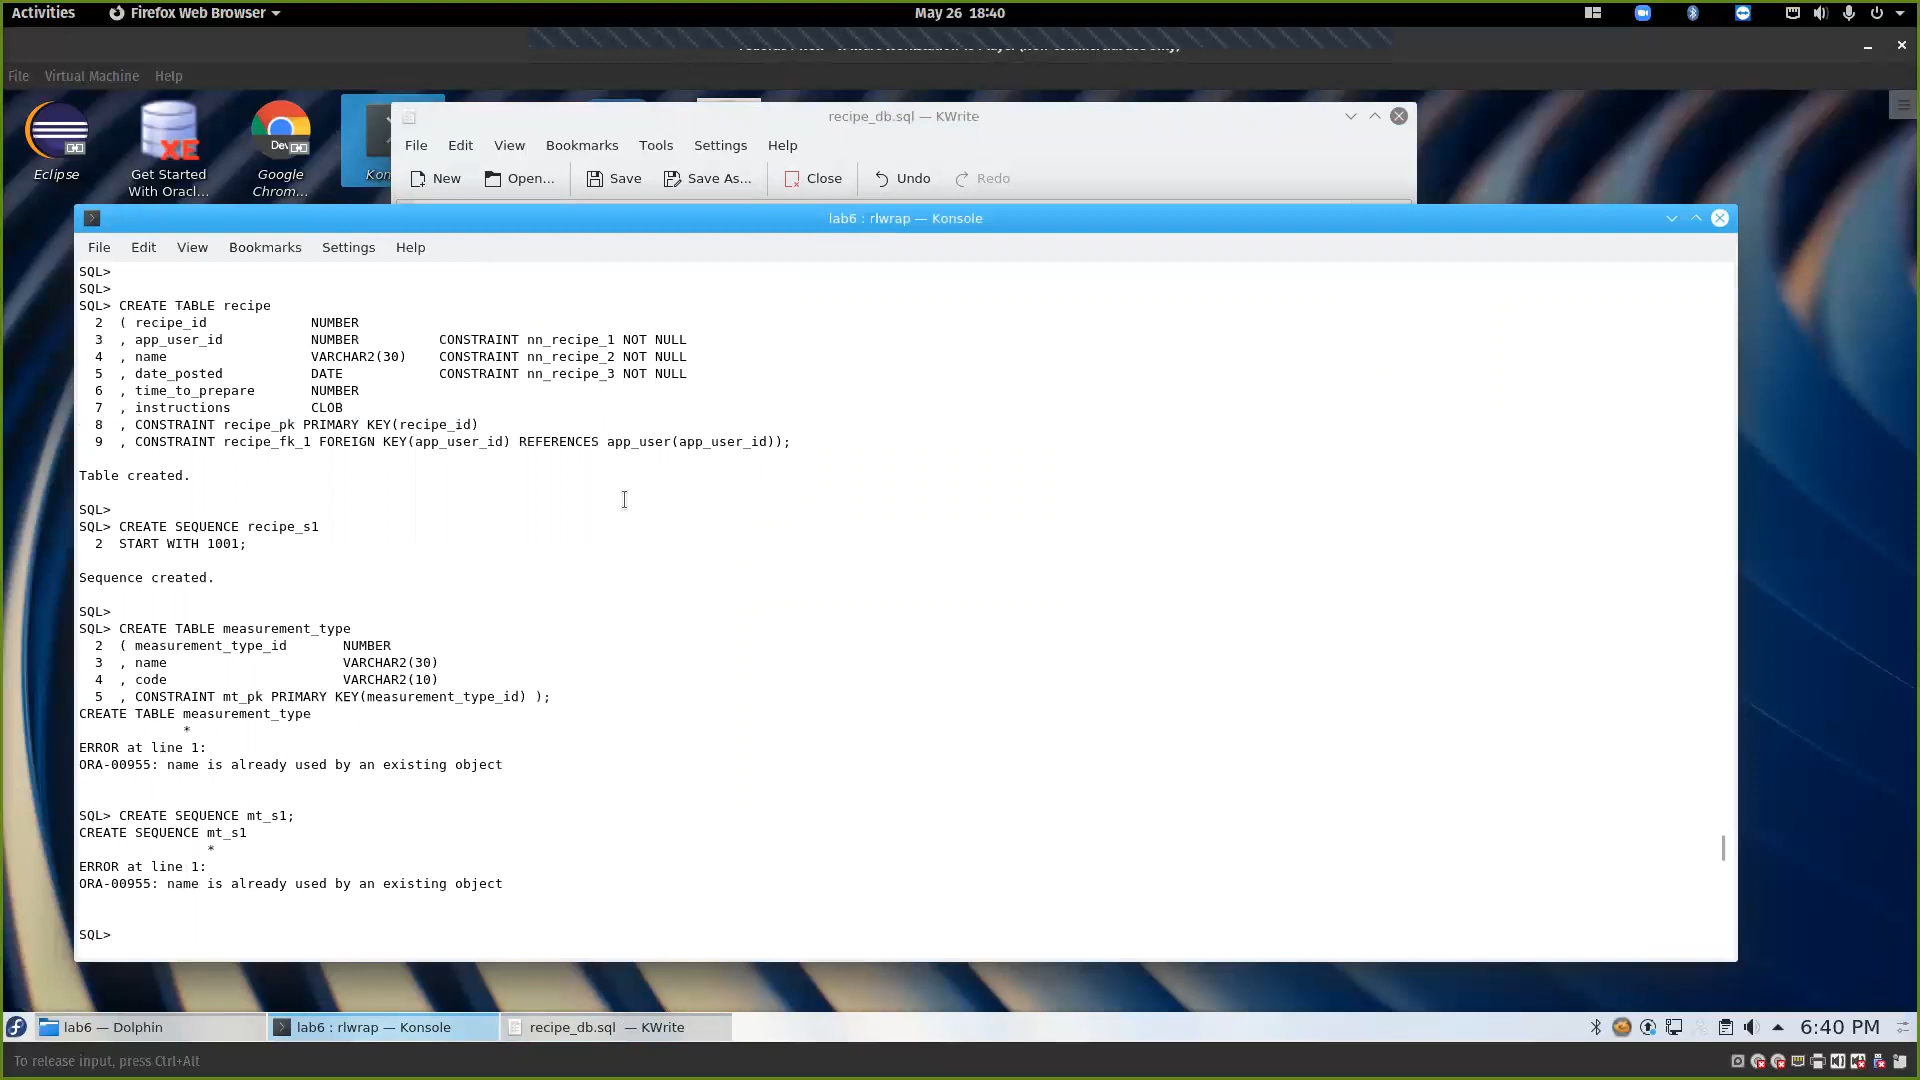 Activities Firefox Web Browser May 26 18:40
File Virtual Machine Help
recipe_db.sql — KWrite
File Edit View Bookmarks Tools Settings Help
New Open... Save Save As... Close Undo Redo
Eclipse
Get Started With Oracl...
Google Chrom...
Kon
XE
Dev
lab6 : rlwrap — Konsole
File Edit View Bookmarks Settings Help
SQL>
SQL>
SQL> CREATE TABLE recipe
2 ( recipe_id NUMBER
3 , app_user_id NUMBER CONSTRAINT nn_recipe_1 NOT NULL
4 , name VARCHAR2(30) CONSTRAINT nn_recipe_2 NOT NULL
5 , date_posted DATE CONSTRAINT nn_recipe_3 NOT NULL
6 , time_to_prepare NUMBER
7 , instructions CLOB
8 , CONSTRAINT recipe_pk PRIMARY KEY(recipe_id)
9 , CONSTRAINT recipe_fk_1 FOREIGN KEY(app_user_id) REFERENCES app_user(app_user_id));
Table created.
SQL>
SQL> CREATE SEQUENCE recipe_s1
2 START WITH 1001;
Sequence created.
SQL>
SQL> CREATE TABLE measurement_type
2 ( measurement_type_id NUMBER
3 , name VARCHAR2(30)
4 , code VARCHAR2(10)
5 , CONSTRAINT mt_pk PRIMARY KEY(measurement_type_id) );
CREATE TABLE measurement_type
*
ERROR at line 1:
ORA-00955: name is already used by an existing object
SQL> CREATE SEQUENCE mt_s1;
CREATE SEQUENCE mt_s1
*
ERROR at line 1:
ORA-00955: name is already used by an existing object
SQL>
lab6 — Dolphin lab6 : rlwrap — Konsole recipe_db.sql — KWrite 6:40 PM
To release input, press Ctrl+Alt